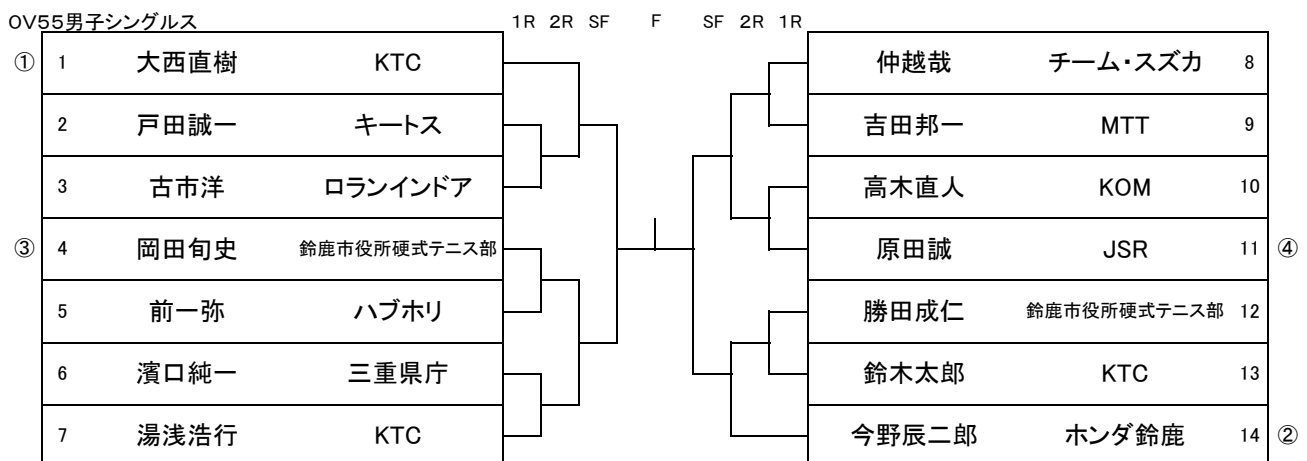 OV55男子シングルス 1R 2R SF F SF 2R 1R
① 1 大西直樹 KTC 仲越哉 チーム・スズカ 8
2 戸田誠一 キートス 吉田邦一 MTT 9
3 古市洋 ロランインドア 高木直人 KOM 10
③ 4 岡田旬史 鈴鹿市役所硬式テニス部 原田誠 JSR 11 ④
5 前一弥 ハブホリ 勝田成仁 鈴鹿市役所硬式テニス部 12
6 濱口純一 三重県庁 鈴木太郎 KTC 13
7 湯浅浩行 KTC 今野辰二郎 ホンダ鈴鹿 14 ②